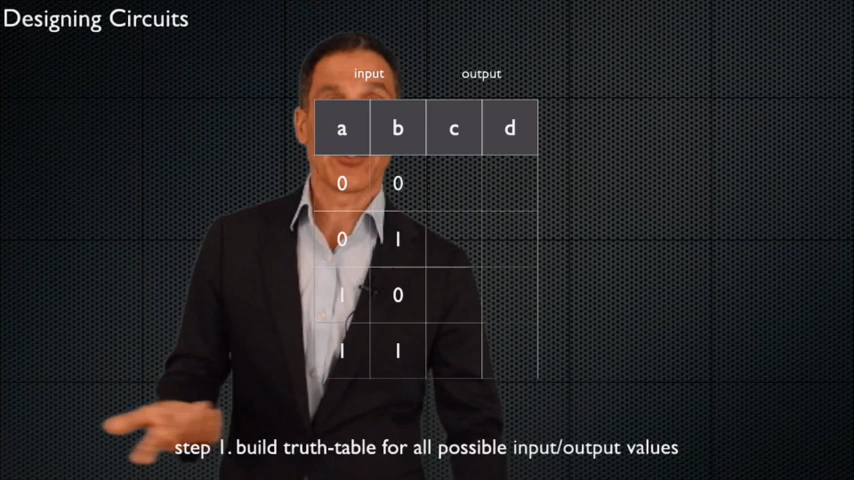 Designing Circuits
input output
a b c d
0 0
0 1
1 0
1 1
step 1. build truth-table for all possible input/output values